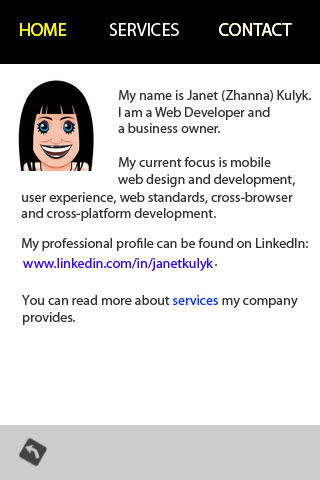 HOME SERVICES CONTACT
My name is Janet (Zhanna) Kulyk.
I am a Web Developer and
a business owner.
My current focus is mobile
web design and development,
user experience, web standards, cross-browser
and cross-platform development.
My professional profile can be found on LinkedIn:
www.linkedin.com/in/janetkulyk.
You can read more about services my company
provides.